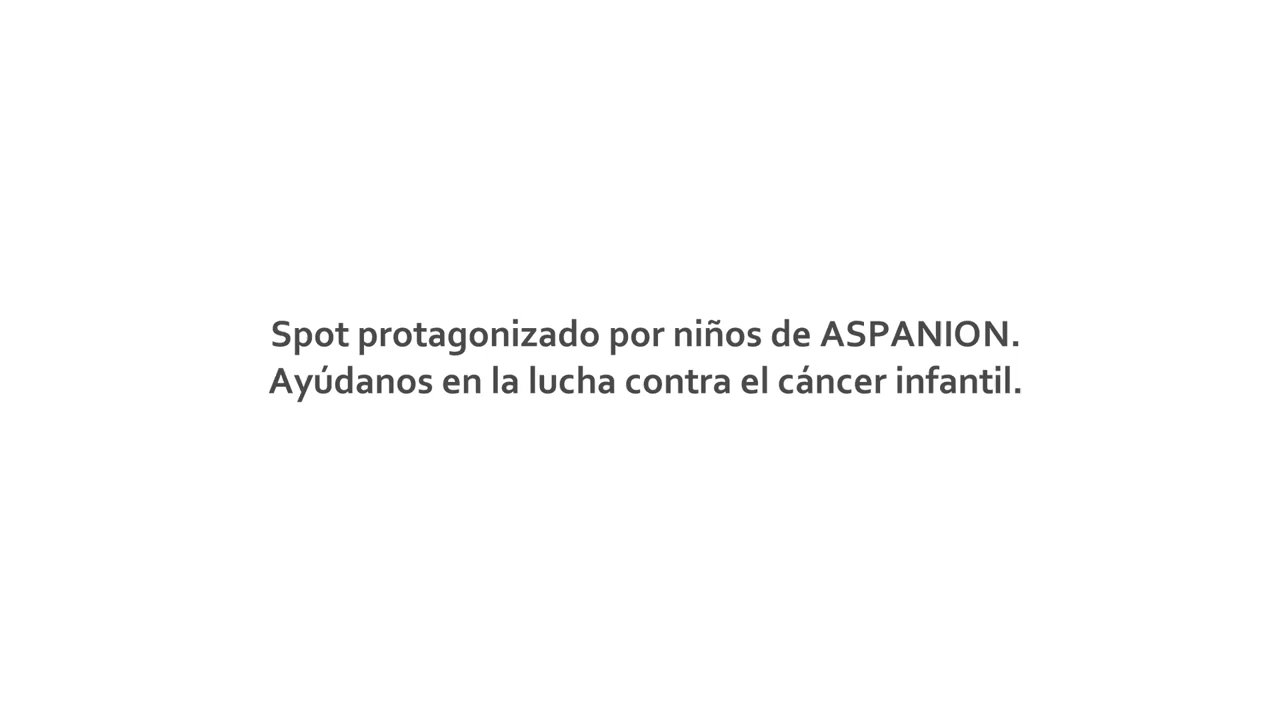 Spot protagonizado por niños de ASPANION.
Ayúdanos en la lucha contra el cáncer infantil.